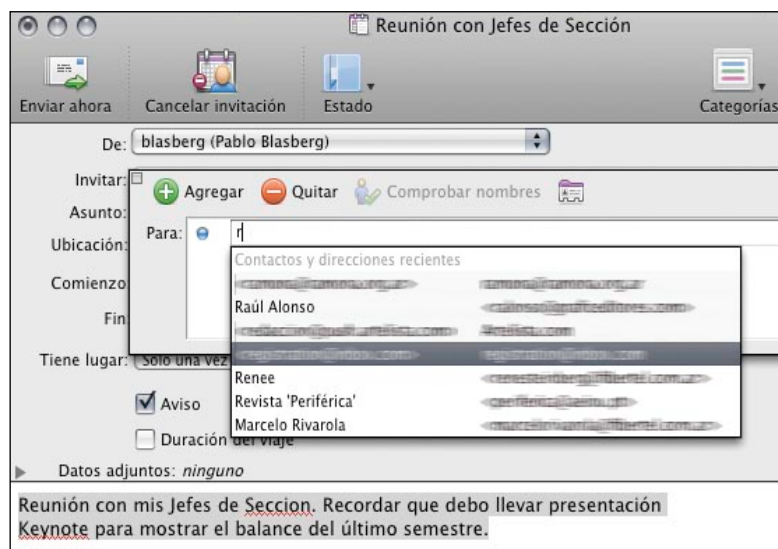 Reunión con Jefes de Sección
Enviar ahora
Cancelar invitación
Estado
Categorías
De: blasberg (Pablo Blasberg)
Invitar:
Agregar
Quitar
Comprobar nombres
Asunto:
Para: r
Ubicación:
Contactos y direcciones recientes
Comienzo
Raúl Alonso
Fin
Tiene lugar: Solo una vez
Renee
Aviso
Revista 'Periférica'
Marcelo Rivarola
Duración del viaje
Datos adjuntos: ninguno
Reunión con mis Jefes de Seccion. Recordar que debo llevar presentación
Keynote para mostrar el balance del último semestre.